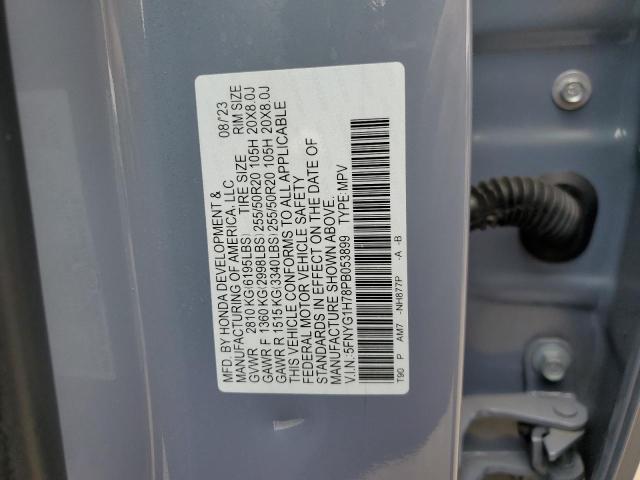 MFD. BY HONDA DEVELOPMENT & 08/'23
MANUFACTURING OF AMERICA, LLC
TIRE SIZE RIM SIZE
GVWR 2810 KG(6195LBS)
GAWR F 1360 KG(2998LBS) 255/50R20 105H 20X8.0J
GAWR R 1515 KG(3340LBS) 255/50R20 105H 20X8.0J
THIS VEHICLE CONFORMS TO ALL APPLICABLE
FEDERAL MOTOR VEHICLE SAFETY
STANDARDS IN EFFECT ON THE DATE OF
MANUFACTURE SHOWN ABOVE.
V.I.N.:5FNYG1H78PB053899 TYPE:MPV
T90 P AM7 -NH877P -A -B